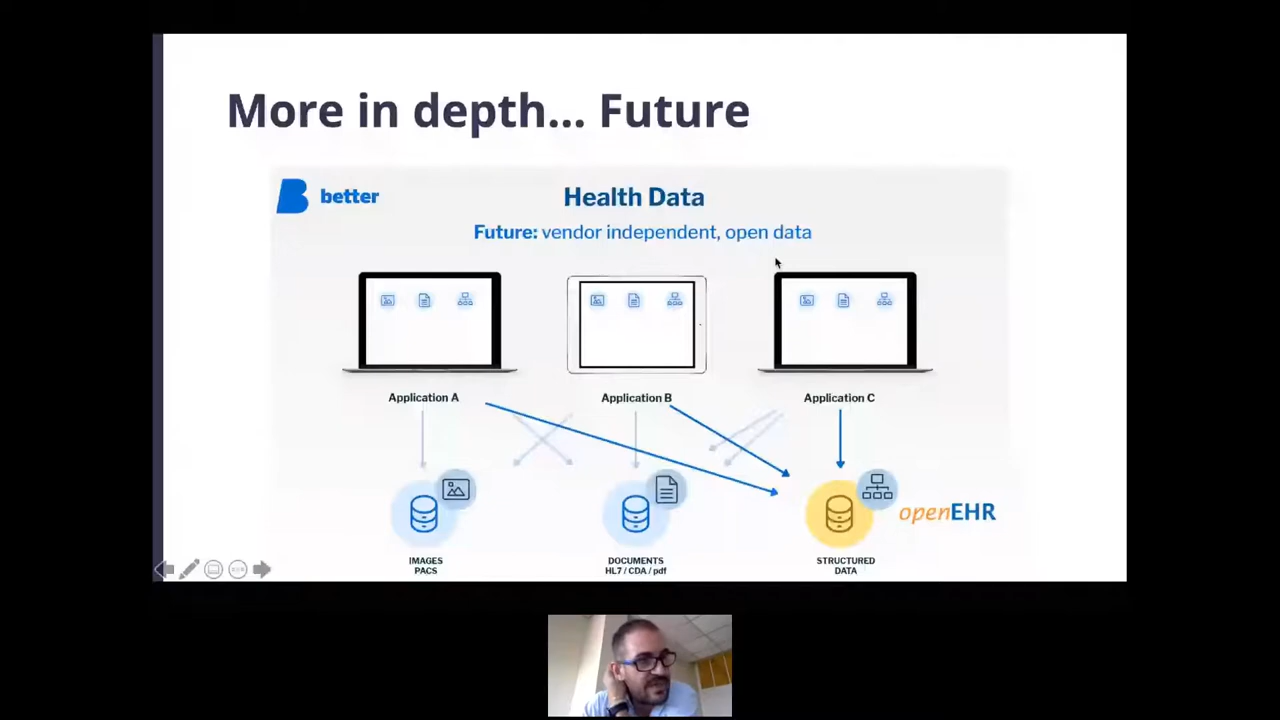 More in depth... Future
better
Health Data
Future: vendor independent, open data
Application A
Application B
Application C
openEHR
IMAGES
PACS
DOCUMENTS
HL7 / CDA / pdf
STRUCTURED
DATA